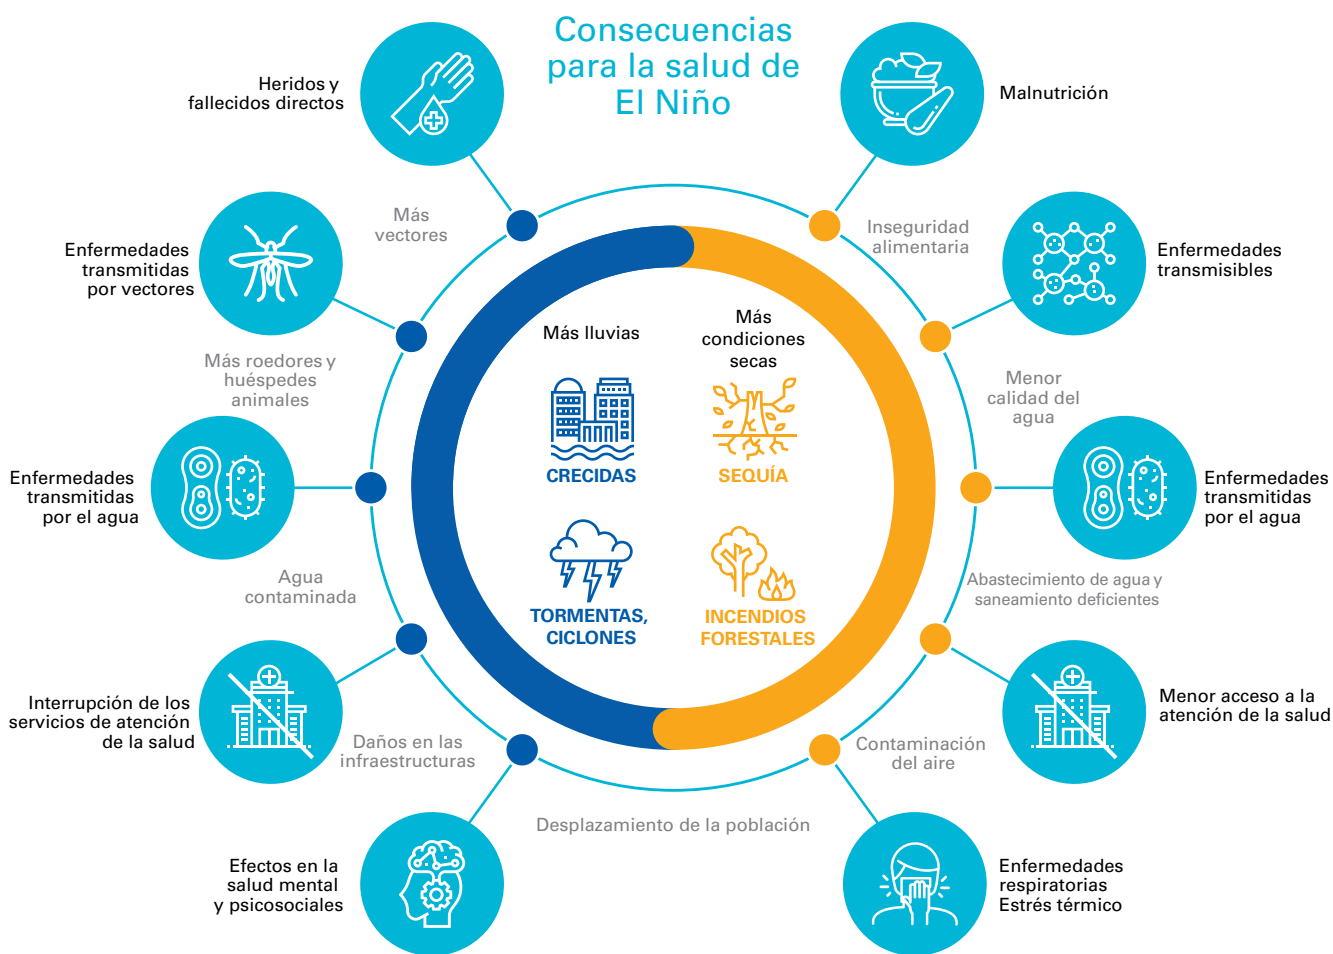 Consecuencias
para la salud de
El Niño
Heridos y
fallecidos directos
Malnutrición
Más
vectores
Inseguridad
alimentaria
Enfermedades
transmitidas
por vectores
Enfermedades
transmisibles
Más lluvias
Más
condiciones
secas
Más roedores y
huéspedes
animales
Menor
calidad del
agua
CRECIDAS
SEQUÍA
Enfermedades
transmitidas
por el agua
Enfermedades
transmitidas
por el agua
Agua
contaminada
Abastecimiento de agua y
saneamiento deficientes
TORMENTAS,
CICLONES
INCENDIOS
FORESTALES
Interrupción de los
servicios de atención
de la salud
Menor acceso a la
atención de la salud
Daños en las
infraestructuras
Contaminación
del aire
Desplazamiento de la población
Efectos en la
salud mental
y psicosociales
Enfermedades
respiratorias
Estrés térmico